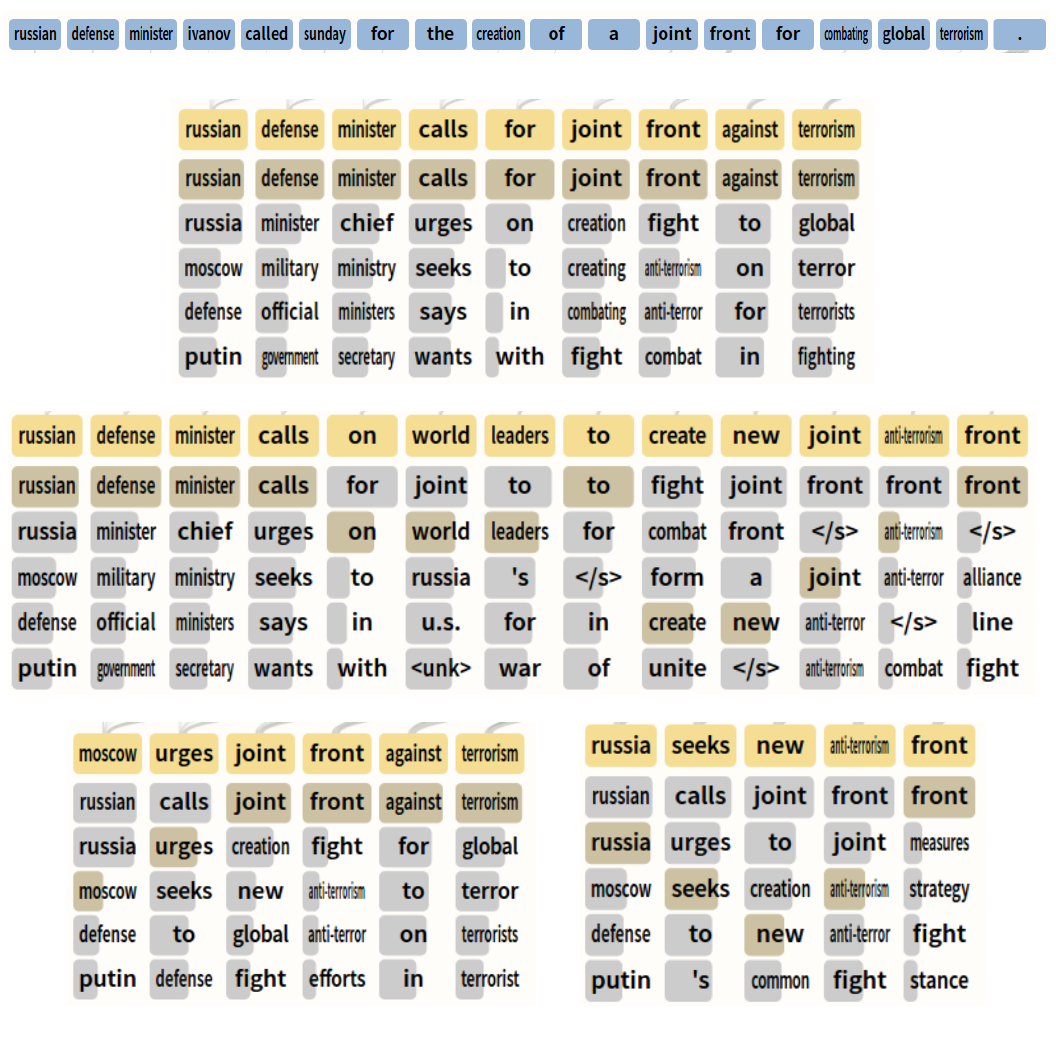 russian defense minister ivanov called sunday for the creation of a joint front for combating global terrorism .
russian defense minister calls for joint front against terrorism
russian defense minister calls for joint front against terrorism
russia minister chief urges on creation fight to global
moscow military ministry seeks to creating anti-terrorism on terror
defense official ministers says in combating anti-terror for terrorists
putin government secretary wants with fight combat in fighting
russian defense minister calls on world leaders to create new joint anti-terrorism front
russian defense minister calls for joint to to fight joint front front front
russia minister chief urges on world leaders for combat front </s> anti-terrorism </s>
moscow military ministry seeks to russia 's </s> form a joint anti-terror alliance
defense official ministers says in u.s. for in create new anti-terror </s> line
putin government secretary wants with <unk> war of unite </s> anti-terrorism combat fight
moscow urges joint front against terrorism
russian calls joint front against terrorism
russia urges creation fight for global
moscow seeks new anti-terrorism to terror
defense to global anti-terror on terrorists
putin defense fight efforts in terrorist
russia seeks new anti-terrorism front
russian calls joint front front
russia urges to joint measures
moscow seeks creation anti-terrorism strategy
defense to new anti-terror fight
putin 's common fight stance